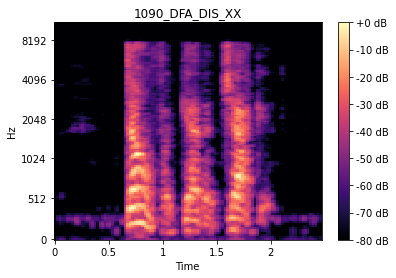 1090_DFA_DIS_XX
+0 dB
8192
-10 dB
4096
-20 dB
-30 dB
2048
Hz
-40 dB
1024
-50 dB
-60 dB
512
-70 dB
0
-80 dB
0 0.5 1 1.5 2
Time